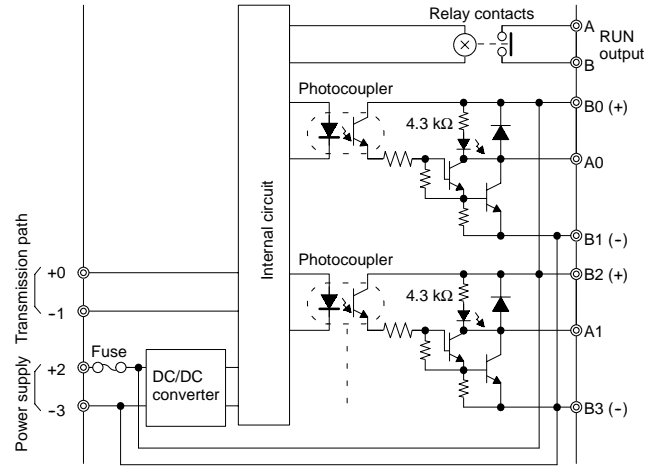 Relay contacts
A
RUN
output
B
Photocoupler
B0 (+)
4.3 kΩ
A0
B1 (-)
Internal circuit
Transmission path
+0
-1
Photocoupler
B2 (+)
4.3 kΩ
A1
Power supply
+2
Fuse
DC/DC
converter
-3
B3 (-)